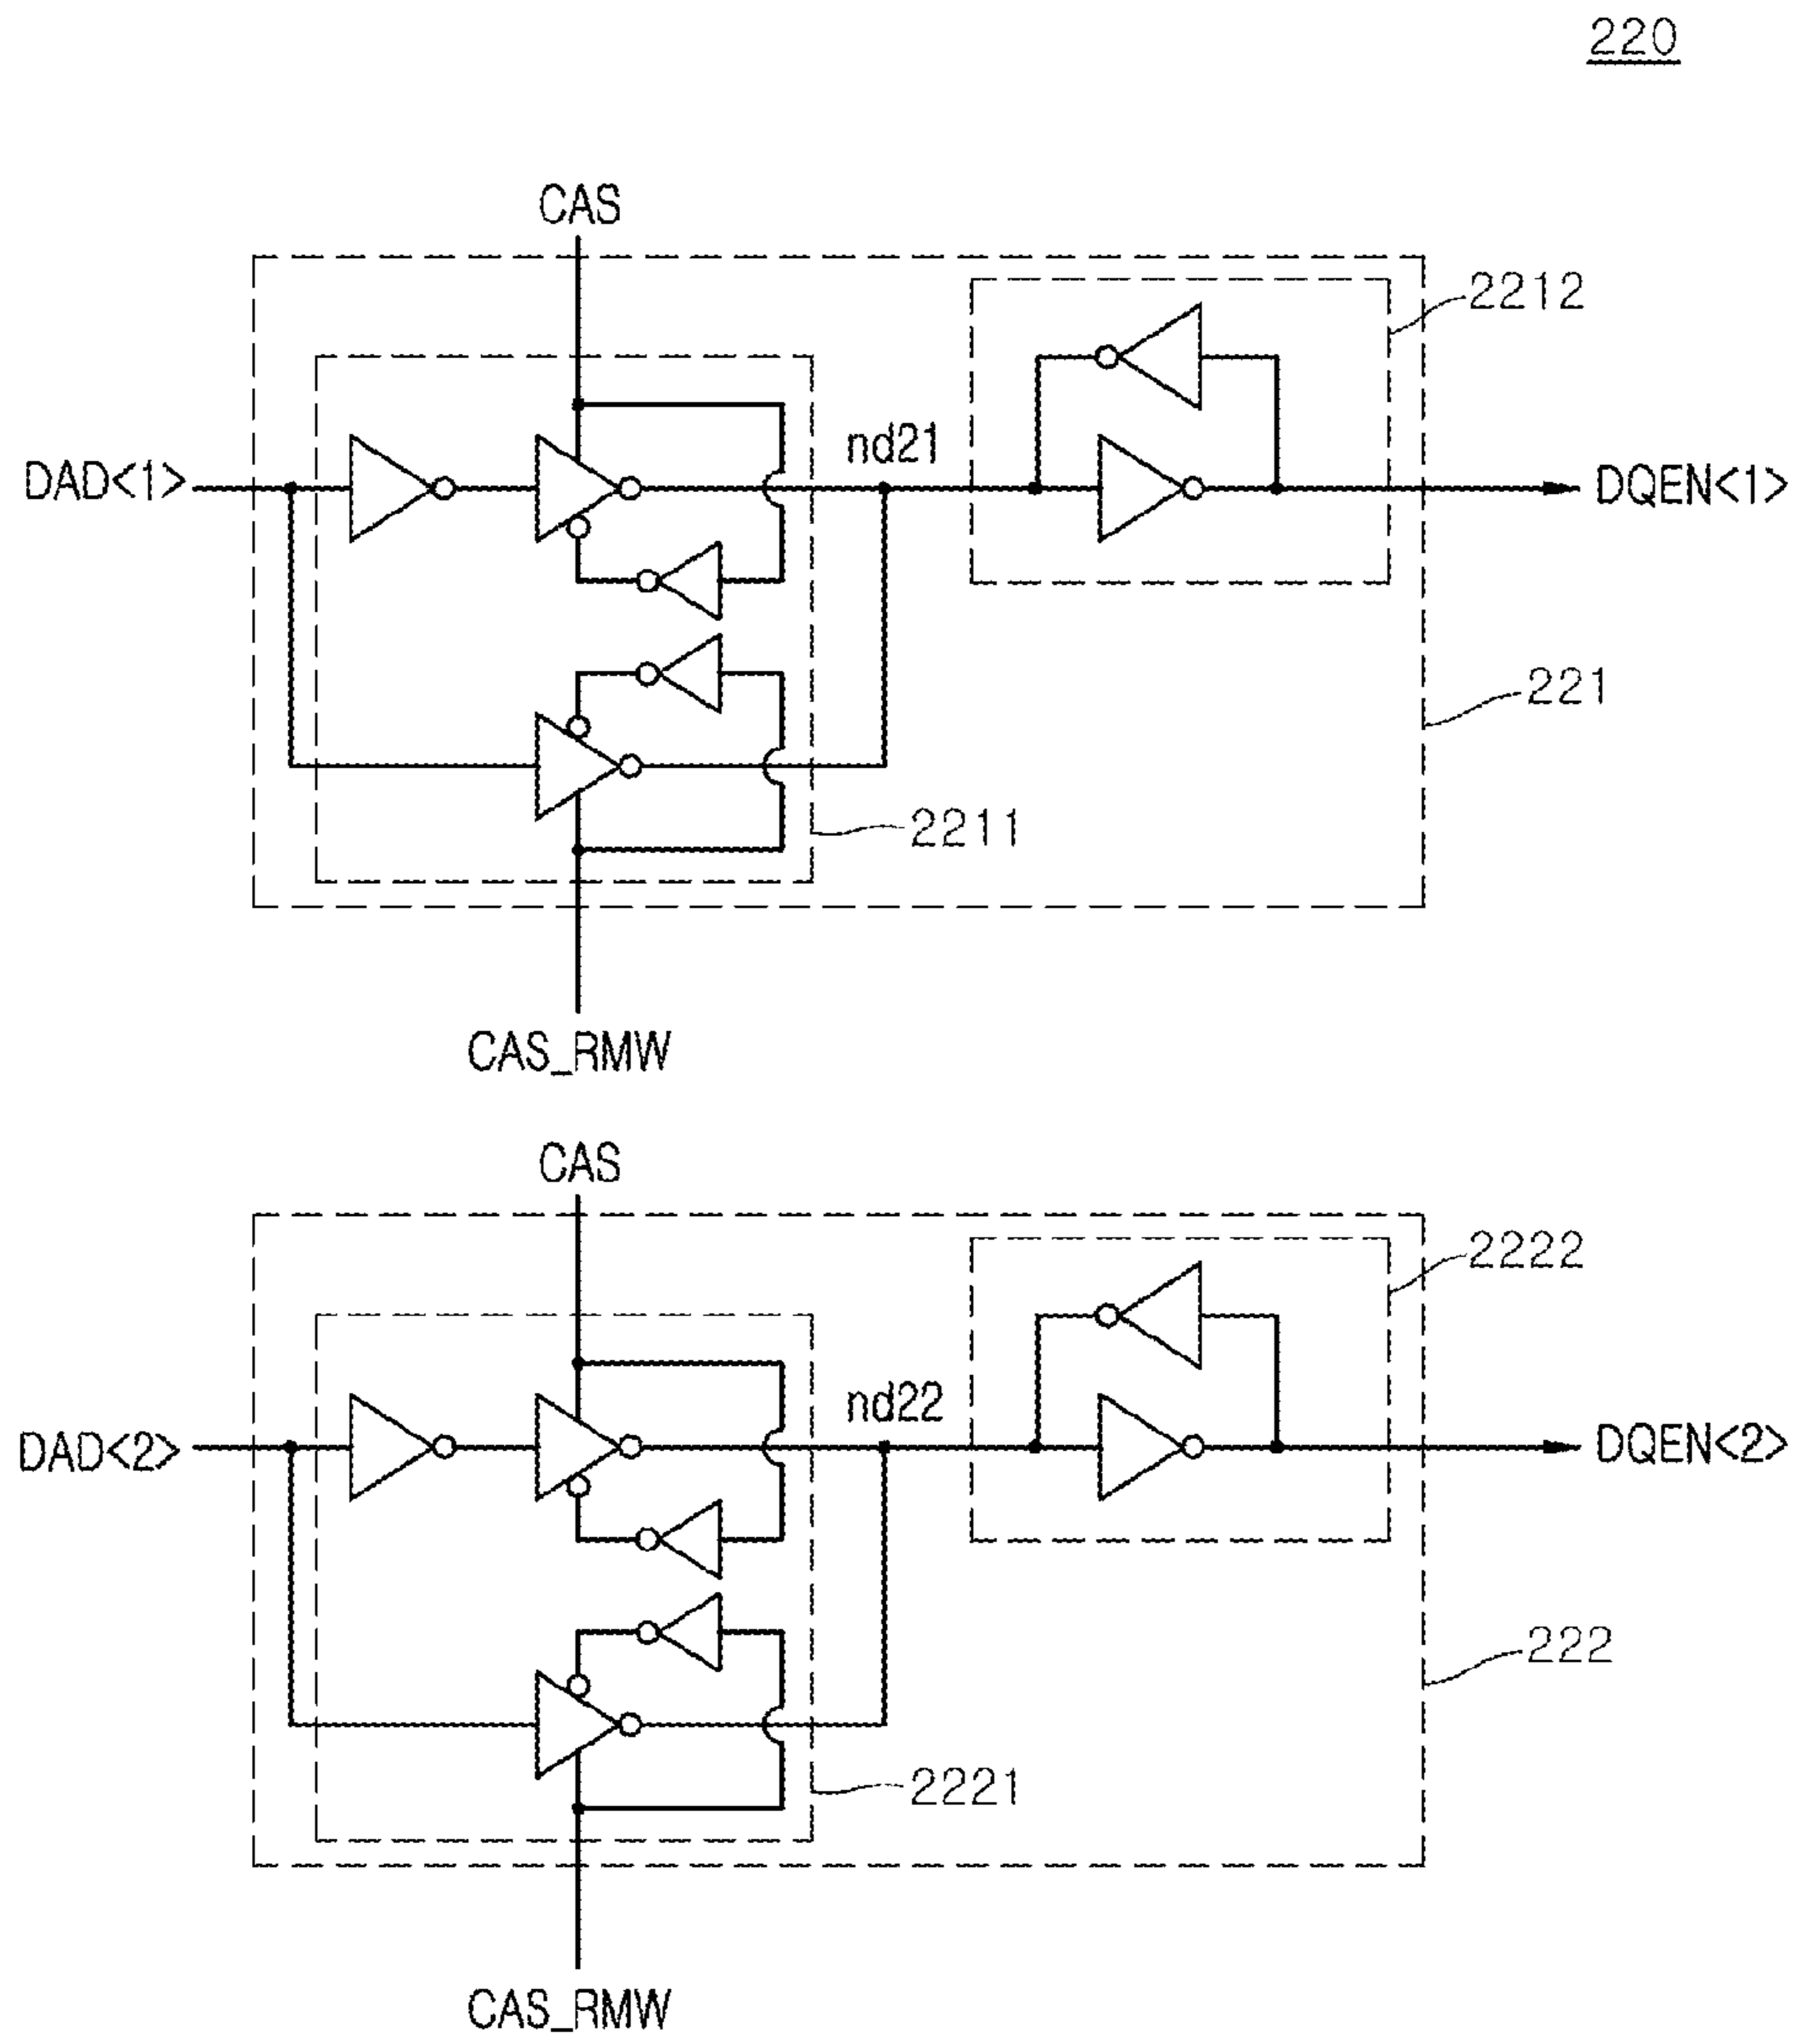 220
CAS
2212
nd21
DAD<1>
DQEN<1>
221
2211
CAS_RMW
CAS
2222
nd22
DAD<2>
DQEN<2>
222
2221
CAS_RMW